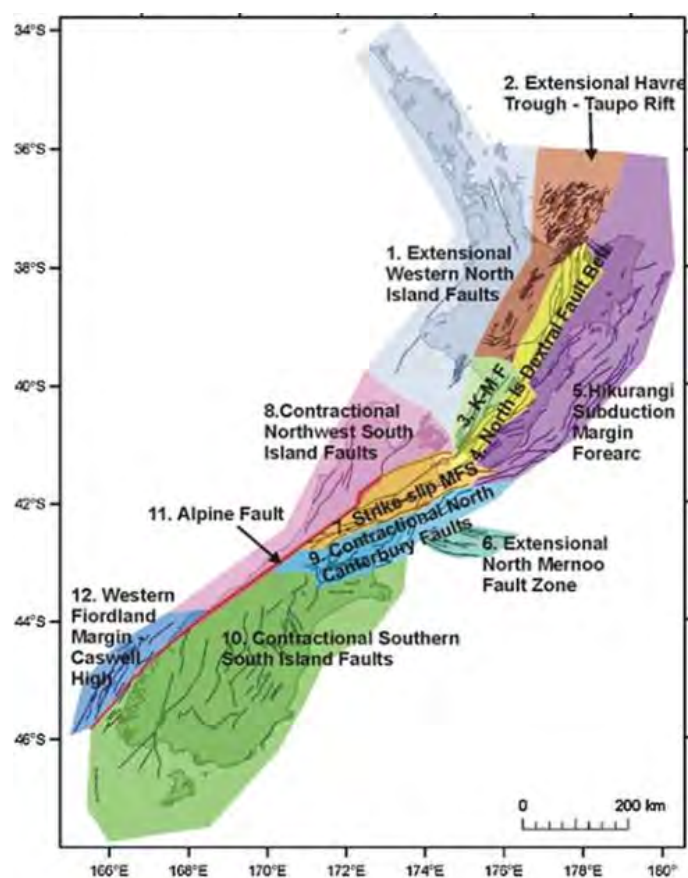 34°S
36°S
38°S
40°S
42°S
44°S
46°S
2. Extensional Havre
Trough - Taupo Rift
1. Extensional
Western North
Island Faults
3. K-M-F
4. North Is Dextral Fault Belt
5.Hikurangi
Subduction
Margin
Forearc
8.Contractional
Northwest South
Island Faults
7. Strike-slip MFS
11. Alpine Fault
9. Contractional North
Canterbury Faults
6. Extensional
North Mernoo
Fault Zone
12. Western
Fiordland
Margin
Caswell
High
10. Contractional Southern
South Island Faults
0 200 km
166°E 168°E 170°E 172°E 174°E 176°E 178°E 180°